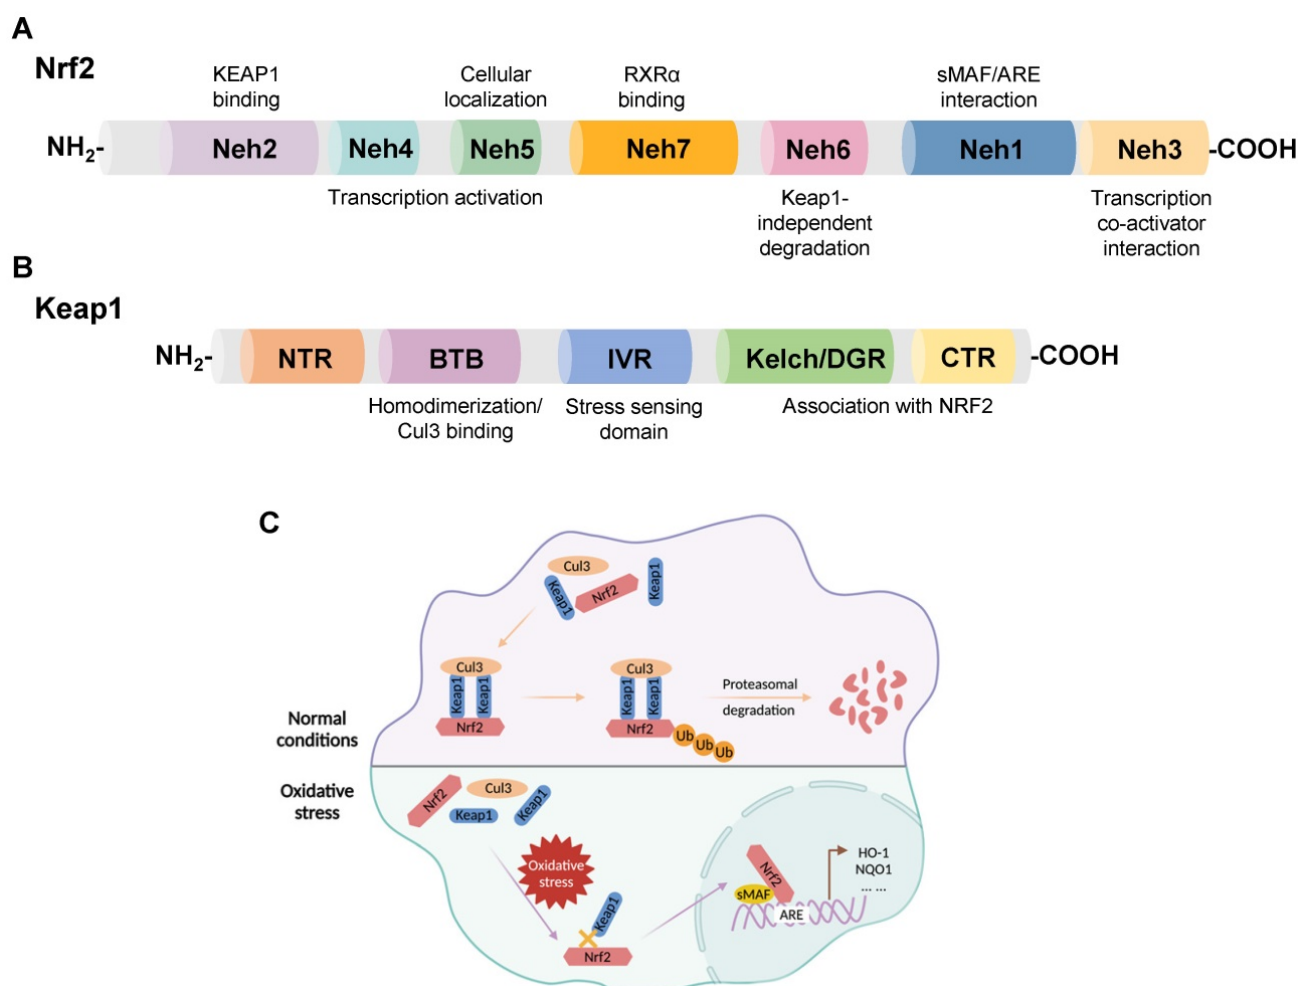 A
Nrf2
KEAP1
binding
Cellular
localization
RXRα
binding
sMAF/ARE
interaction
NH2-
Neh2
Neh4
Neh5
Neh7
Neh6
Neh1
Neh3
-COOH
Transcription activation
Keap1-
independent
degradation
Transcription
co-activator
interaction
B
Keap1
NH2-
NTR
BTB
IVR
Kelch/DGR
CTR
-COOH
Homodimerization/
Cul3 binding
Stress sensing
domain
Association with NRF2
C
Cul3
Keap1
Nrf2
Keap1
Cul3
Keap1
Keap1
Nrf2
Cul3
Keap1
Keap1
Nrf2
Ub
Ub
Ub
Proteasomal
degradation
Normal
conditions
Oxidative
stress
Nrf2
Cul3
Keap1
Keap1
Oxidative
stress
Keap1
Nrf2
Nrf2
sMAF
ARE
HO-1
NQO1
... ...